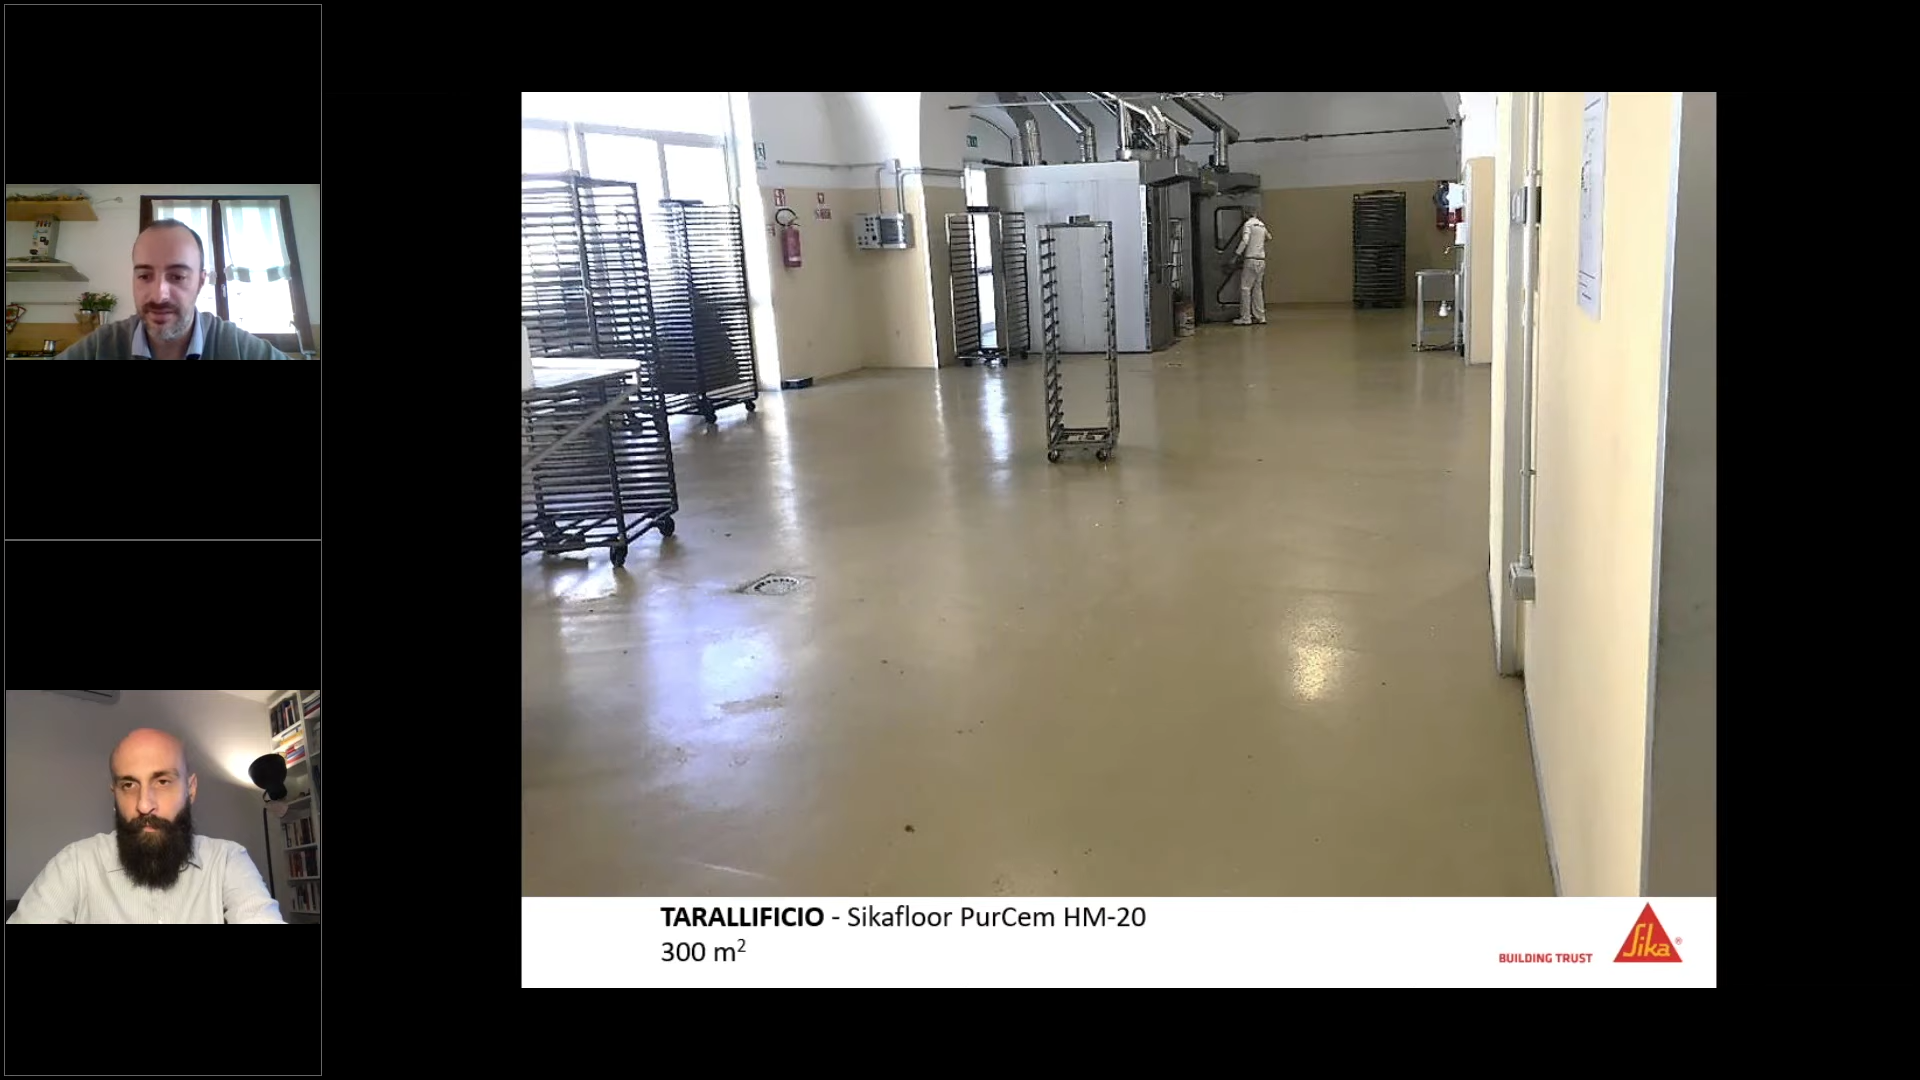 TARALLIFICIO - Sikafloor PurCem HM-20
300 m²
BUILDING TRUST
Sika®